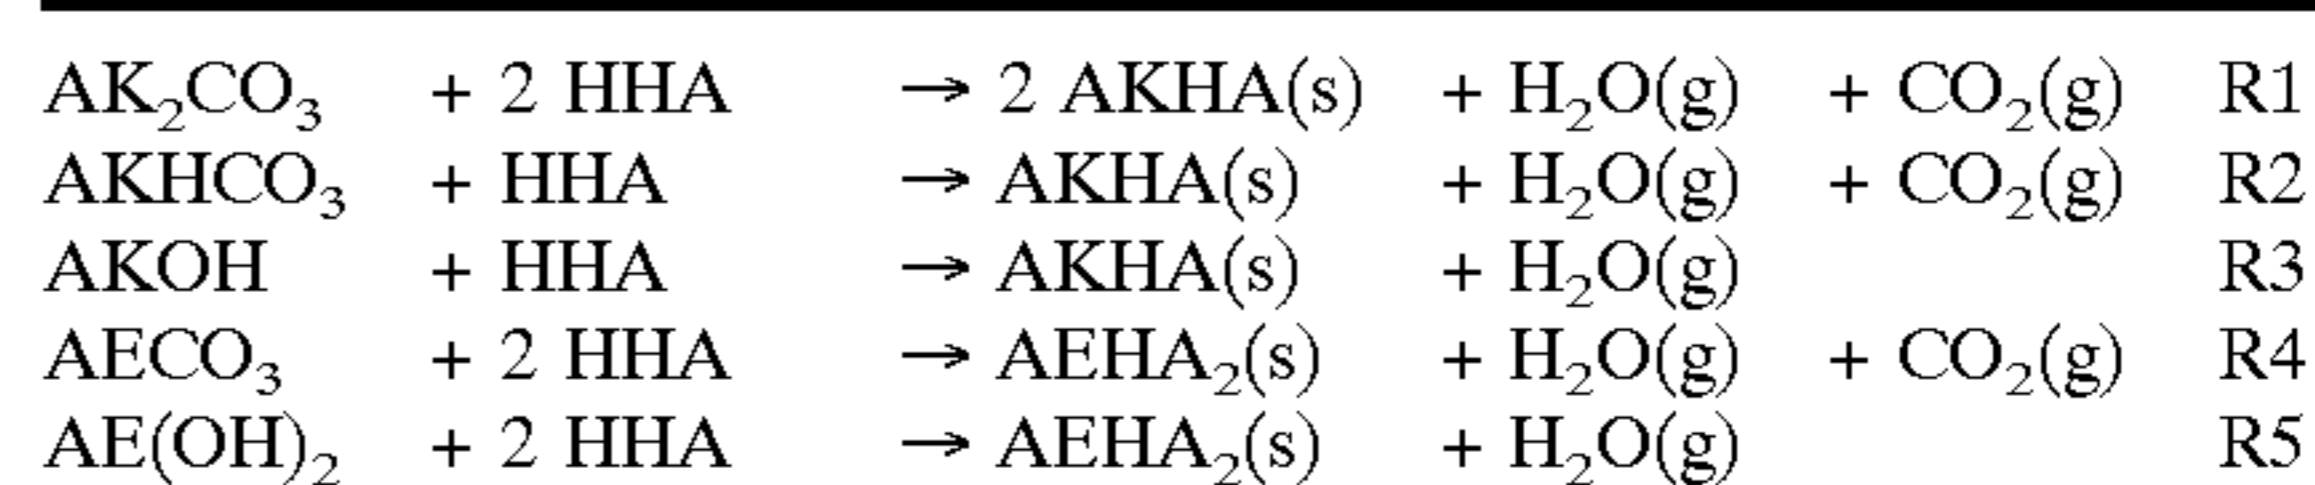 AK₂CO₃ + 2 HHA → 2 AKHA(s) + H₂O(g) + CO₂(g) R1
AKHCO₃ + HHA → AKHA(s) + H₂O(g) + CO₂(g) R2
AKOH + HHA → AKHA(s) + H₂O(g) R3
AECO₃ + 2 HHA → AEHA₂(s) + H₂O(g) + CO₂(g) R4
AE(OH)₂ + 2 HHA → AEHA₂(s) + H₂O(g) R5